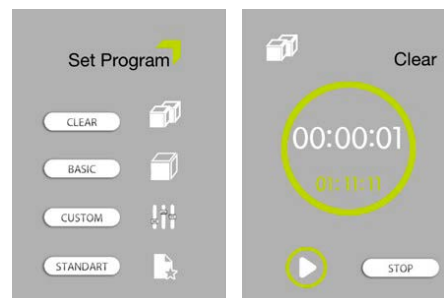 Set Program
CLEAR
BASIC
CUSTOM
STANDART
Clear
00:00:01
01:11:11
STOP